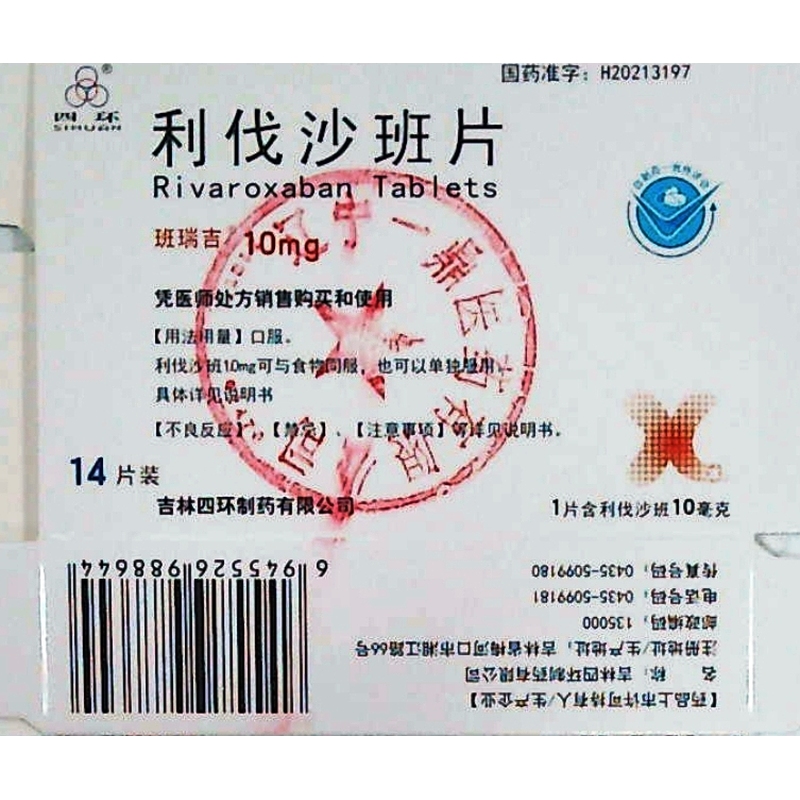 国药准字：H20213197
四环
SIHUAN
利伐沙班片
Rivaroxaban Tablets
班瑞吉® 10mg
凭医师处方销售购买和使用
【用法用量】口服。
利伐沙班10mg可与食物同服，也可以单独服用。
具体详见说明书
【不良反应】、【禁忌】、【注意事项】等详见说明书。
14片装
吉林四环制药有限公司
1片含利伐沙班10毫克
一鼎医药有限
四
【药品上市许可持有人/生产企业】
名 称：吉林四环制药有限公司
注册地址/生产地址：吉林省梅河口市湘江路66号
邮政编码：135000
电话号码：0435-5099181
传真号码：0435-5099180
6 945526 988644